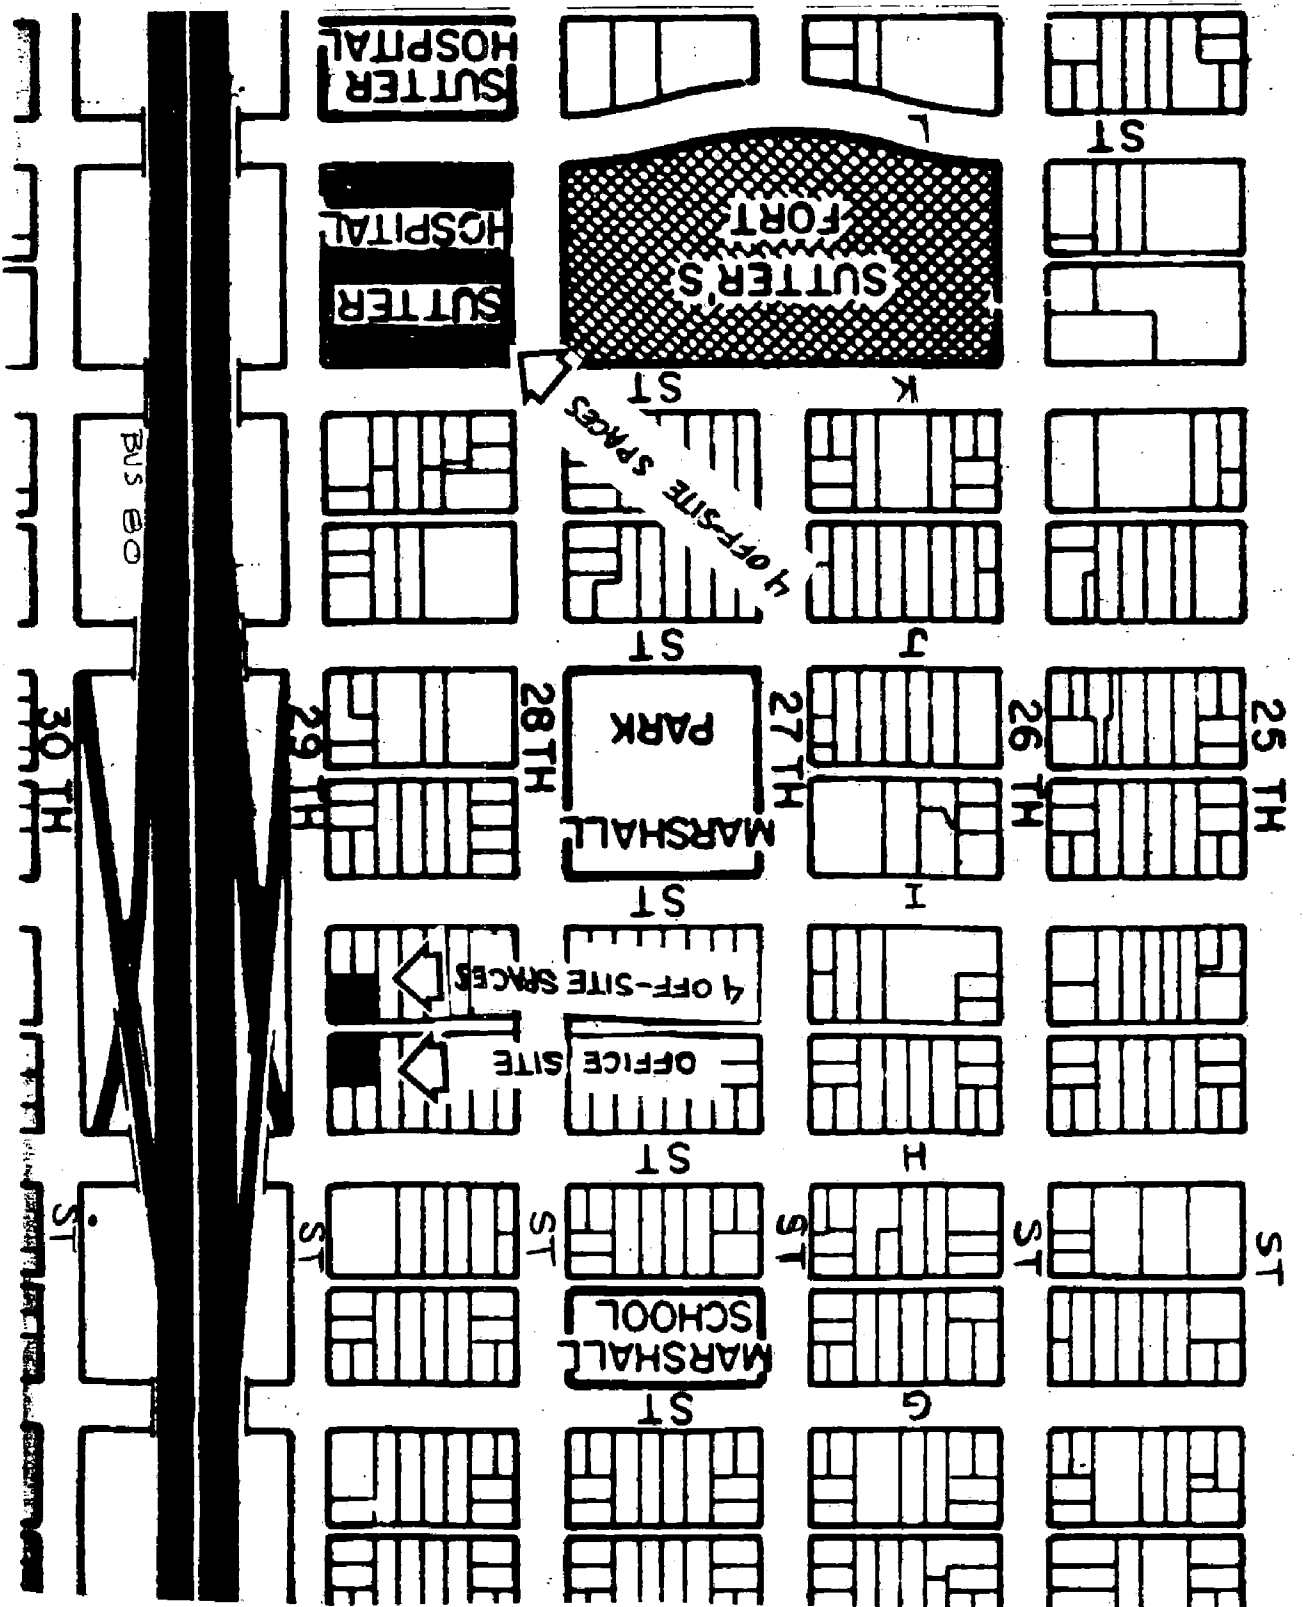 G ST
MARSHALL
SCHOOL
H ST
OFFICE SITE
4 OFF-SITE SPACES
I ST
MARSHALL
PARK
25 TH ST
26 TH ST
27 TH ST
28 TH ST
29 TH ST
30 TH ST
J ST
4 OFF-SITE SPACES
BUS 80
K ST
SUTTER'S
FORT
SUTTER
HOSPITAL
L ST
SUTTER
HOSPITAL